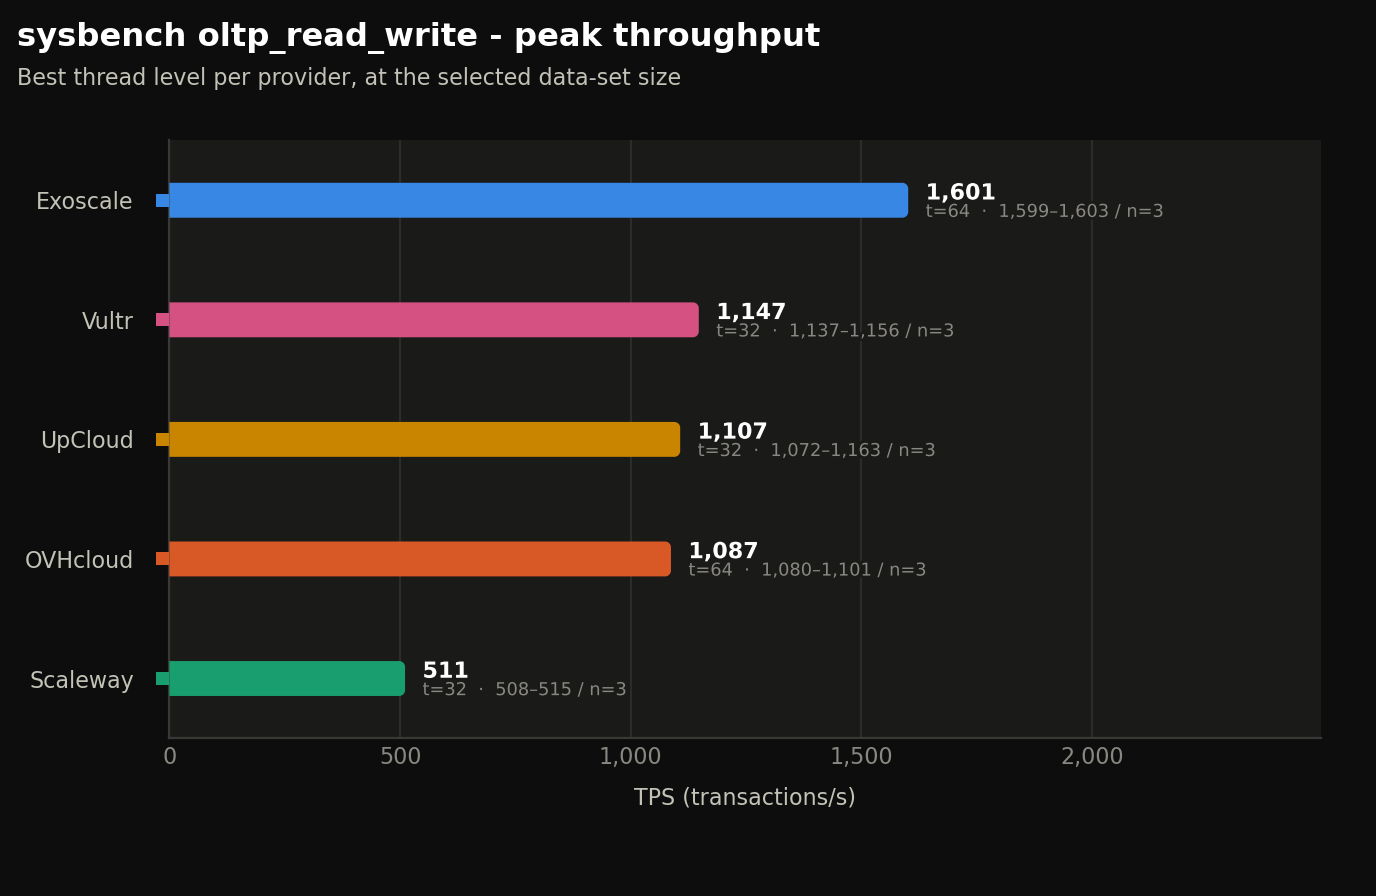 sysbench oltp_read_write - peak throughput
Best thread level per provider, at the selected data-set size
Exoscale
1,601
t=64 · 1,599–1,603 / n=3
Vultr
1,147
t=32 · 1,137–1,156 / n=3
UpCloud
1,107
t=32 · 1,072–1,163 / n=3
OVHcloud
1,087
t=64 · 1,080–1,101 / n=3
Scaleway
511
t=32 · 508–515 / n=3
0 500 1,000 1,500 2,000
TPS (transactions/s)